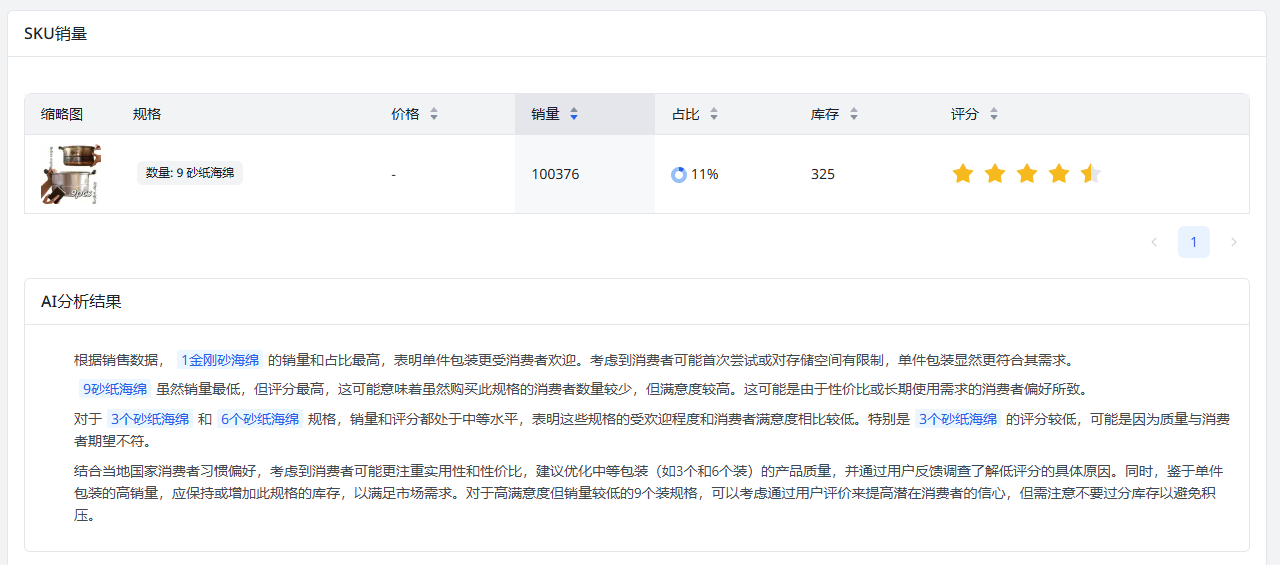 SKU销量
缩略图 规格 价格 销量 占比 库存 评分
9pcs
数量: 9 砂纸海绵 - 100376 11% 325
1
AI分析结果
根据销售数据， 1金刚砂海绵 的销量和占比最高，表明单件包装更受消费者欢迎。考虑到消费者可能首次尝试或对存储空间有限制，单件包装显然更符合其需求。
9砂纸海绵 虽然销量最低，但评分最高，这可能意味着虽然购买此规格的消费者数量较少，但满意度较高。这可能是由于性价比或长期使用需求的消费者偏好所致。
对于 3个砂纸海绵 和 6个砂纸海绵 规格，销量和评分都处于中等水平，表明这些规格的受欢迎程度和消费者满意度相比较低。特别是 3个砂纸海绵 的评分较低，可能是因为质量与消费
者期望不符。
结合当地国家消费者习惯偏好，考虑到消费者可能更注重实用性和性价比，建议优化中等包装（如3个和6个装）的产品质量，并通过用户反馈调查了解低评分的具体原因。同时，鉴于单件
包装的高销量，应保持或增加此规格的库存，以满足市场需求。对于高满意度但销量较低的9个装规格，可以考虑通过用户评价来提高潜在消费者的信心，但需注意不要过分库存以避免积
压。